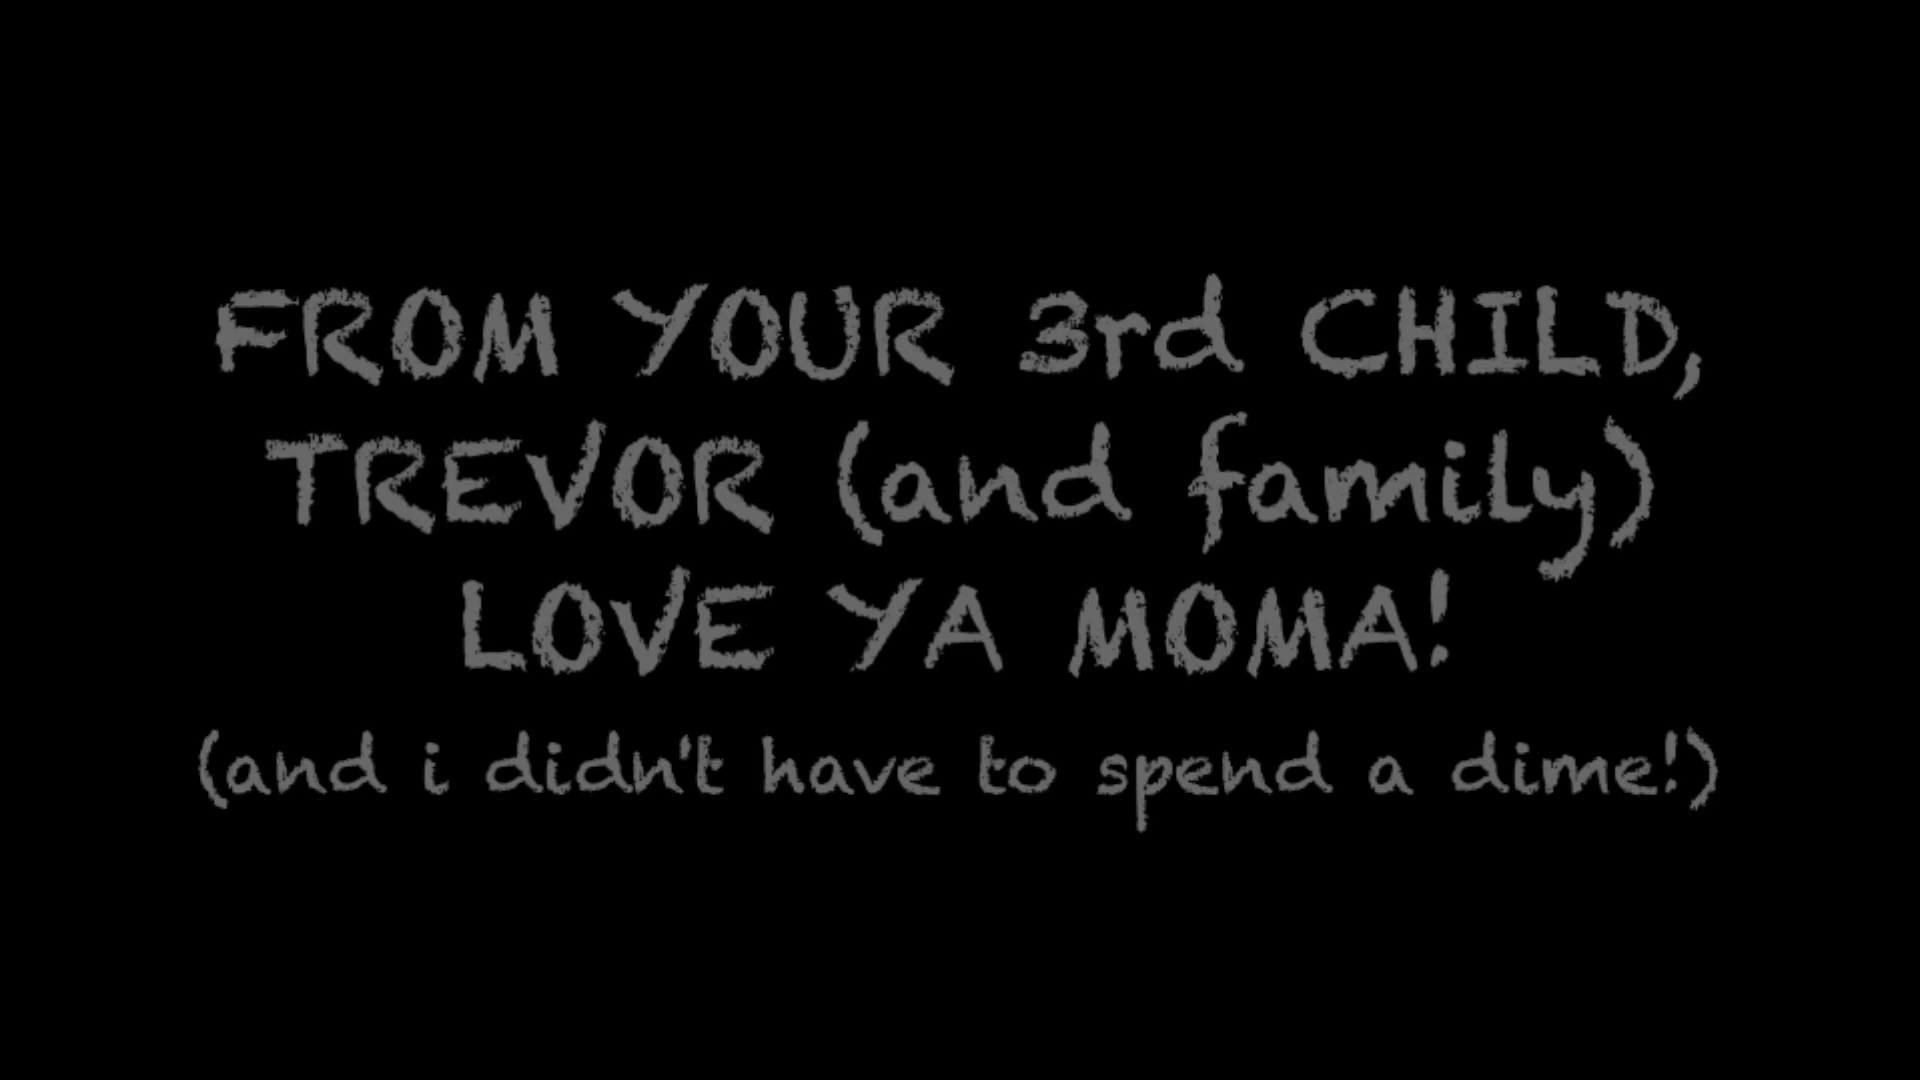 FROM YOUR 3rd CHILD,
TREVOR (and family)
LOVE YA MOMA!
(and i didn't have to spend a dime!)